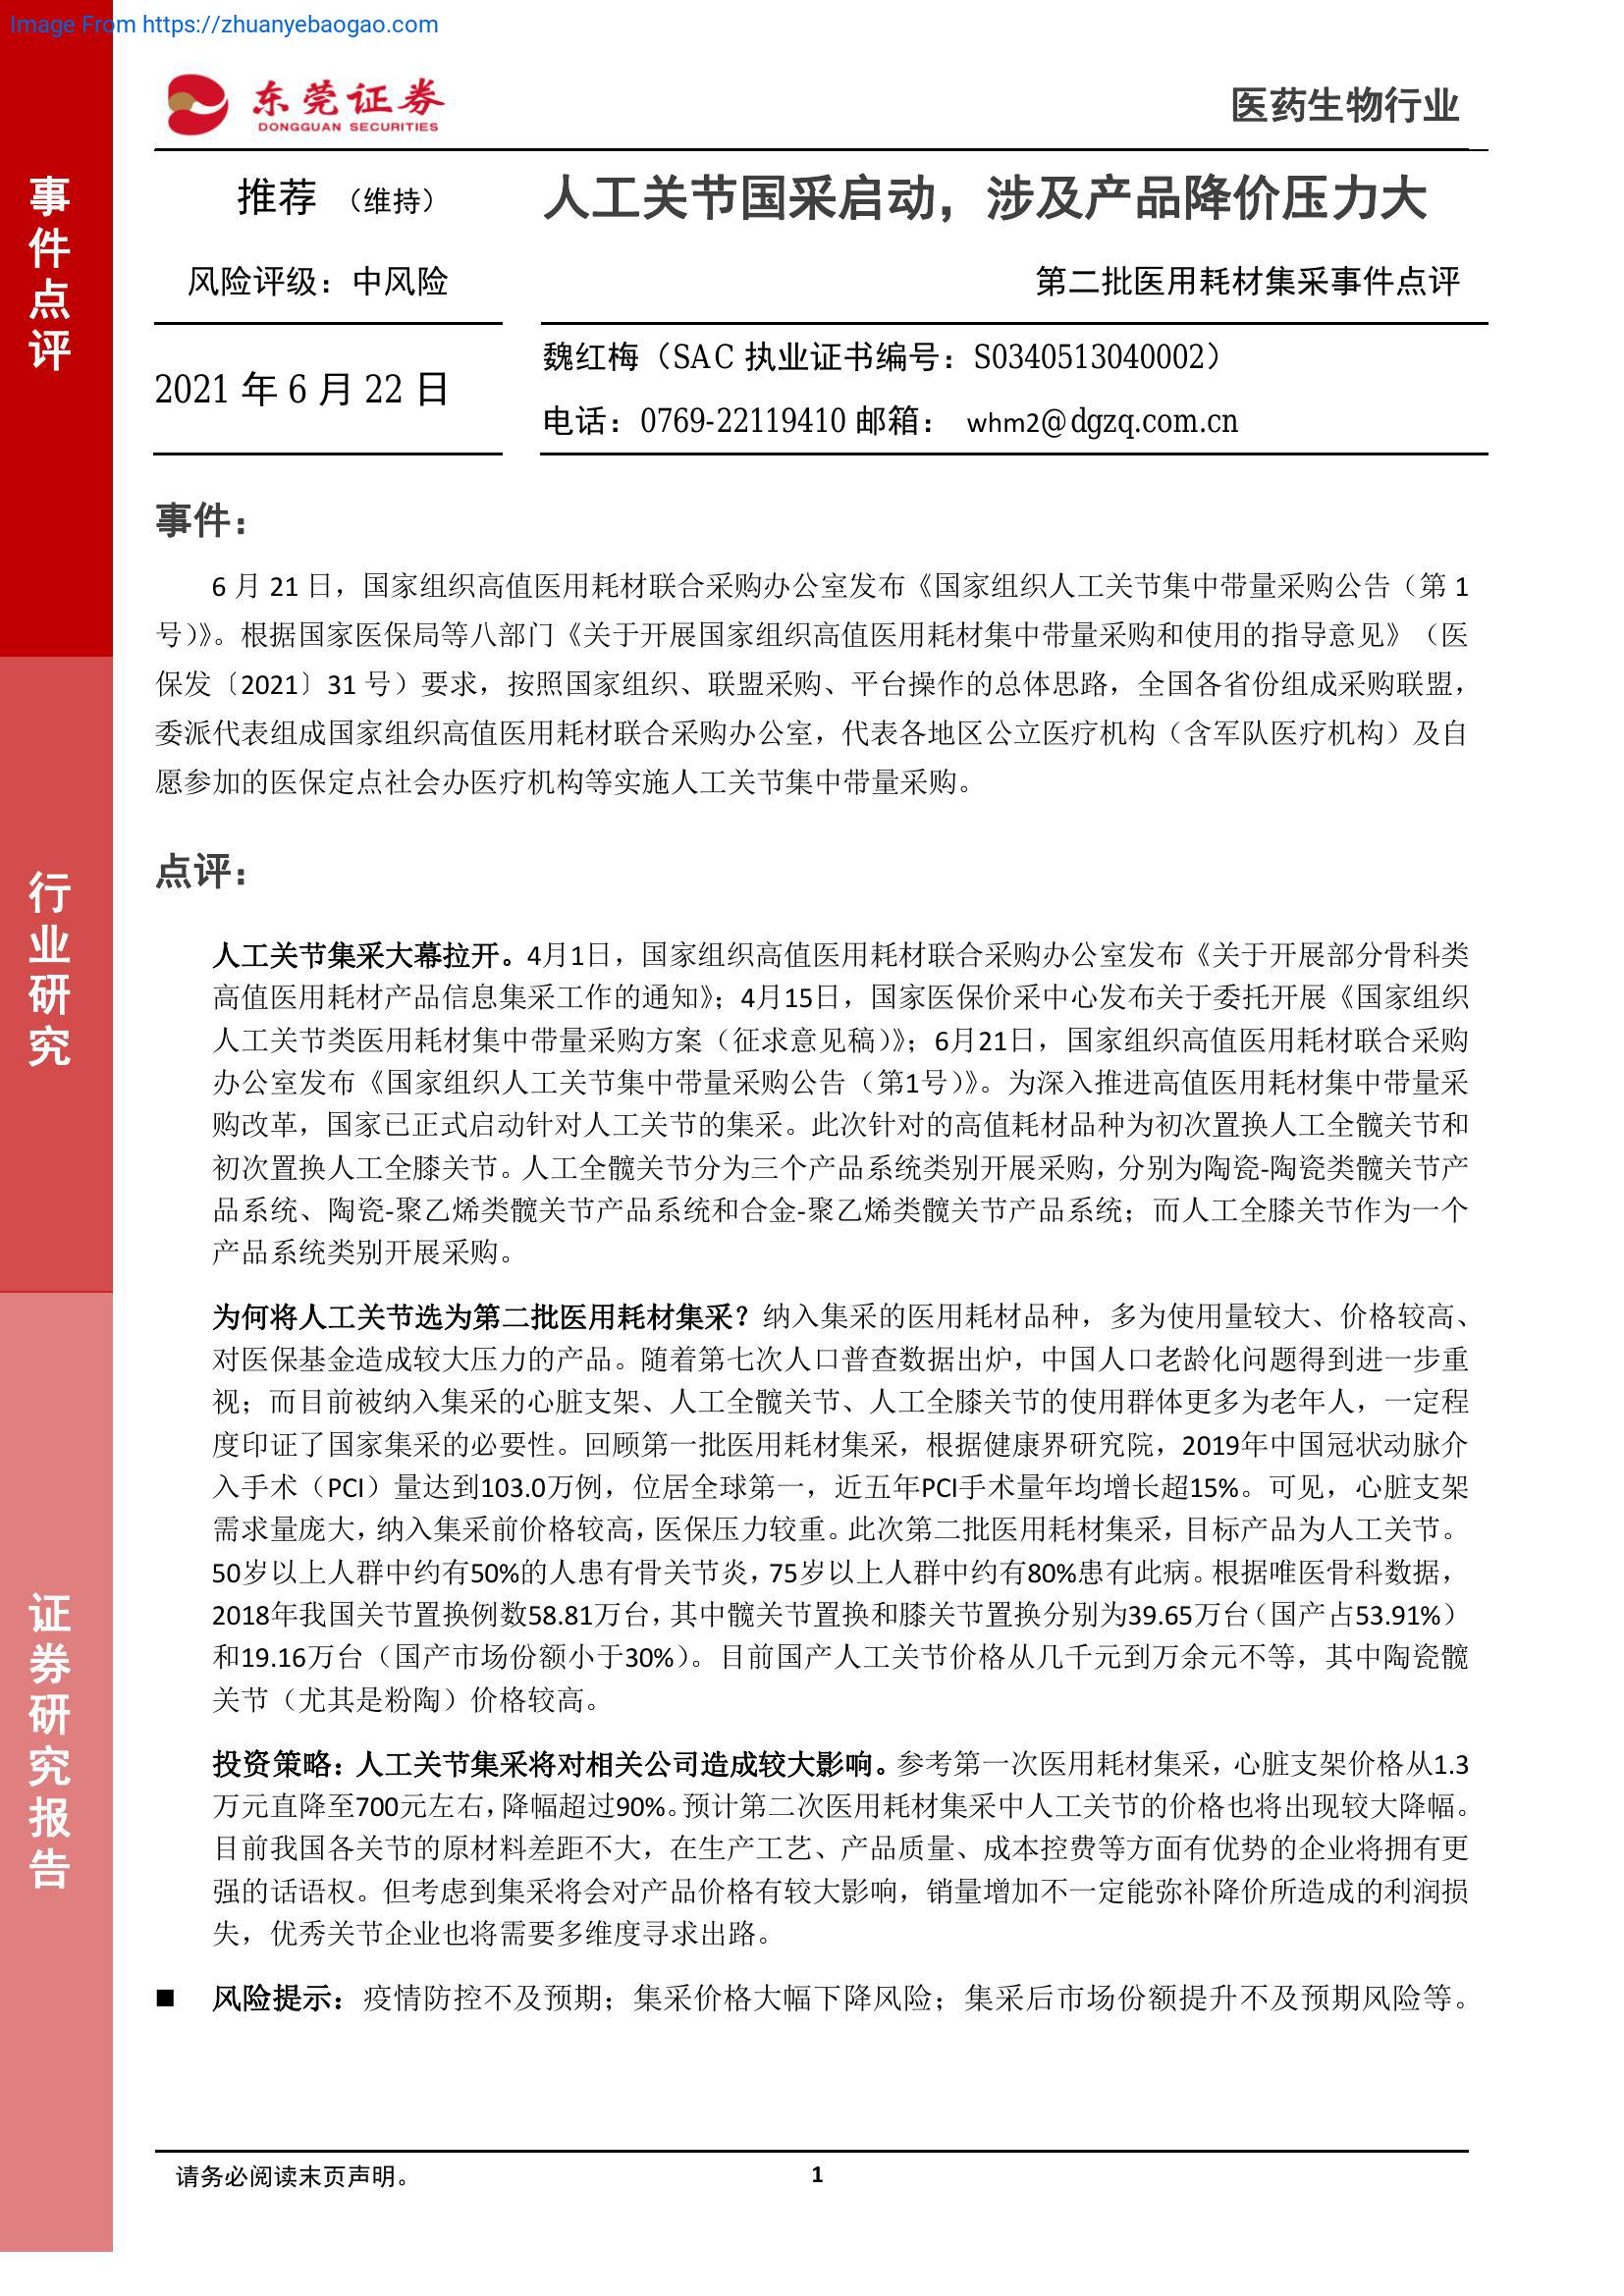 Image From https://zhuanyebaogao.com
东莞证券
DONGGUAN SECURITIES
医药生物行业
事件点评
行业研究
证券研究报告
推荐 （维持）
人工关节国采启动，涉及产品降价压力大
风险评级：中风险
第二批医用耗材集采事件点评
2021 年 6 月 22 日
魏红梅（SAC 执业证书编号：S0340513040002）
电话：0769-22119410 邮箱： whm2@dgzq.com.cn
事件：
6 月 21 日，国家组织高值医用耗材联合采购办公室发布《国家组织人工关节集中带量采购公告（第 1
号）》。根据国家医保局等八部门《关于开展国家组织高值医用耗材集中带量采购和使用的指导意见》（医
保发〔2021〕31 号）要求，按照国家组织、联盟采购、平台操作的总体思路，全国各省份组成采购联盟，
委派代表组成国家组织高值医用耗材联合采购办公室，代表各地区公立医疗机构（含军队医疗机构）及自
愿参加的医保定点社会办医疗机构等实施人工关节集中带量采购。
点评：
人工关节集采大幕拉开。4月1日，国家组织高值医用耗材联合采购办公室发布《关于开展部分骨科类
高值医用耗材产品信息集采工作的通知》；4月15日，国家医保价采中心发布关于委托开展《国家组织
人工关节类医用耗材集中带量采购方案（征求意见稿）》；6月21日，国家组织高值医用耗材联合采购
办公室发布《国家组织人工关节集中带量采购公告（第1号）》。为深入推进高值医用耗材集中带量采
购改革，国家已正式启动针对人工关节的集采。此次针对的高值耗材品种为初次置换人工全髋关节和
初次置换人工全膝关节。人工全髋关节分为三个产品系统类别开展采购，分别为陶瓷-陶瓷类髋关节产
品系统、陶瓷-聚乙烯类髋关节产品系统和合金-聚乙烯类髋关节产品系统；而人工全膝关节作为一个
产品系统类别开展采购。
为何将人工关节选为第二批医用耗材集采？纳入集采的医用耗材品种，多为使用量较大、价格较高、
对医保基金造成较大压力的产品。随着第七次人口普查数据出炉，中国人口老龄化问题得到进一步重
视；而目前被纳入集采的心脏支架、人工全髋关节、人工全膝关节的使用群体更多为老年人，一定程
度印证了国家集采的必要性。回顾第一批医用耗材集采，根据健康界研究院，2019年中国冠状动脉介
入手术（PCI）量达到103.0万例，位居全球第一，近五年PCI手术量年均增长超15%。可见，心脏支架
需求量庞大，纳入集采前价格较高，医保压力较重。此次第二批医用耗材集采，目标产品为人工关节。
50岁以上人群中约有50%的人患有骨关节炎，75岁以上人群中约有80%患有此病。根据唯医骨科数据，
2018年我国关节置换例数58.81万台，其中髋关节置换和膝关节置换分别为39.65万台（国产占53.91%）
和19.16万台（国产市场份额小于30%）。目前国产人工关节价格从几千元到万余元不等，其中陶瓷髋
关节（尤其是粉陶）价格较高。
投资策略：人工关节集采将对相关公司造成较大影响。参考第一次医用耗材集采，心脏支架价格从1.3
万元直降至700元左右，降幅超过90%。预计第二次医用耗材集采中人工关节的价格也将出现较大降幅。
目前我国各关节的原材料差距不大，在生产工艺、产品质量、成本控费等方面有优势的企业将拥有更
强的话语权。但考虑到集采将会对产品价格有较大影响，销量增加不一定能弥补降价所造成的利润损
失，优秀关节企业也将需要多维度寻求出路。
■ 风险提示：疫情防控不及预期；集采价格大幅下降风险；集采后市场份额提升不及预期风险等。
请务必阅读末页声明。
1